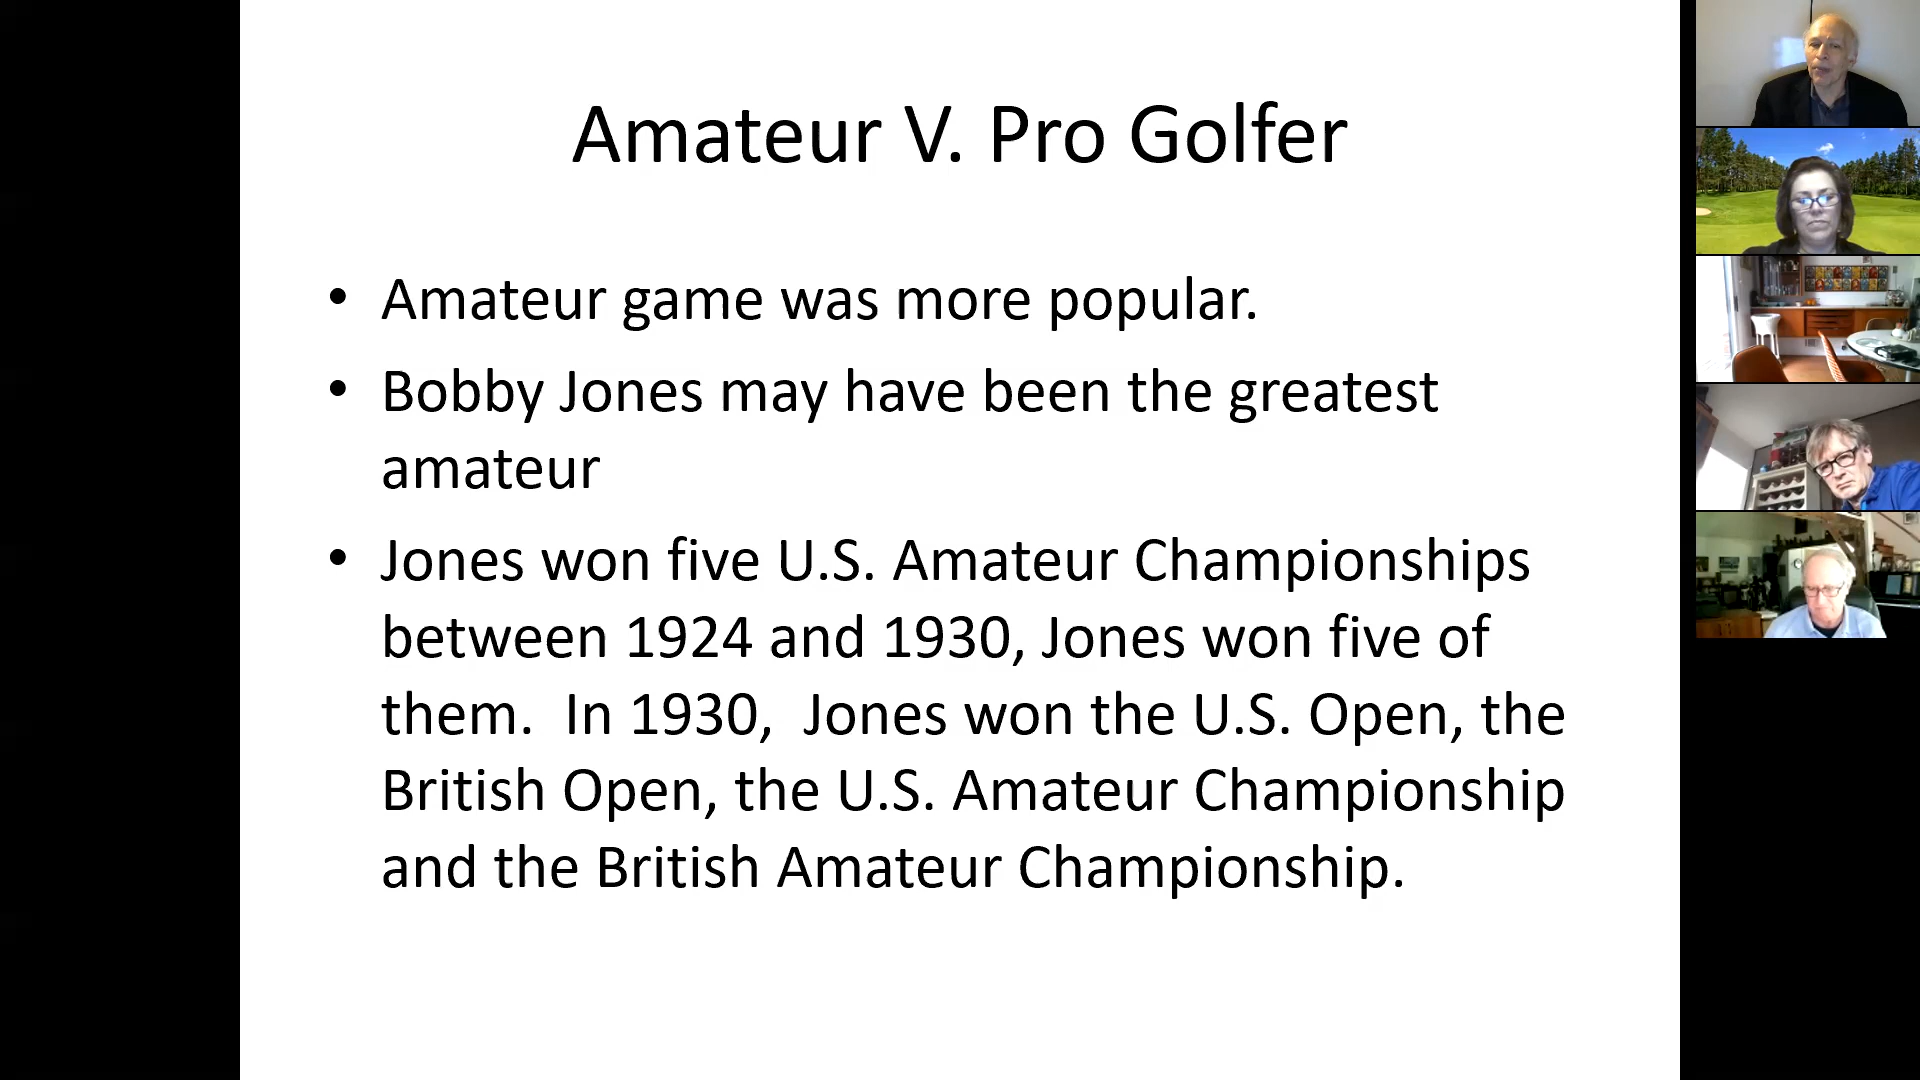 Amateur V. Pro Golfer
• Amateur game was more popular.
• Bobby Jones may have been the greatest
amateur
• Jones won five U.S. Amateur Championships
between 1924 and 1930, Jones won five of
them.  In 1930,  Jones won the U.S. Open, the
British Open, the U.S. Amateur Championship
and the British Amateur Championship.